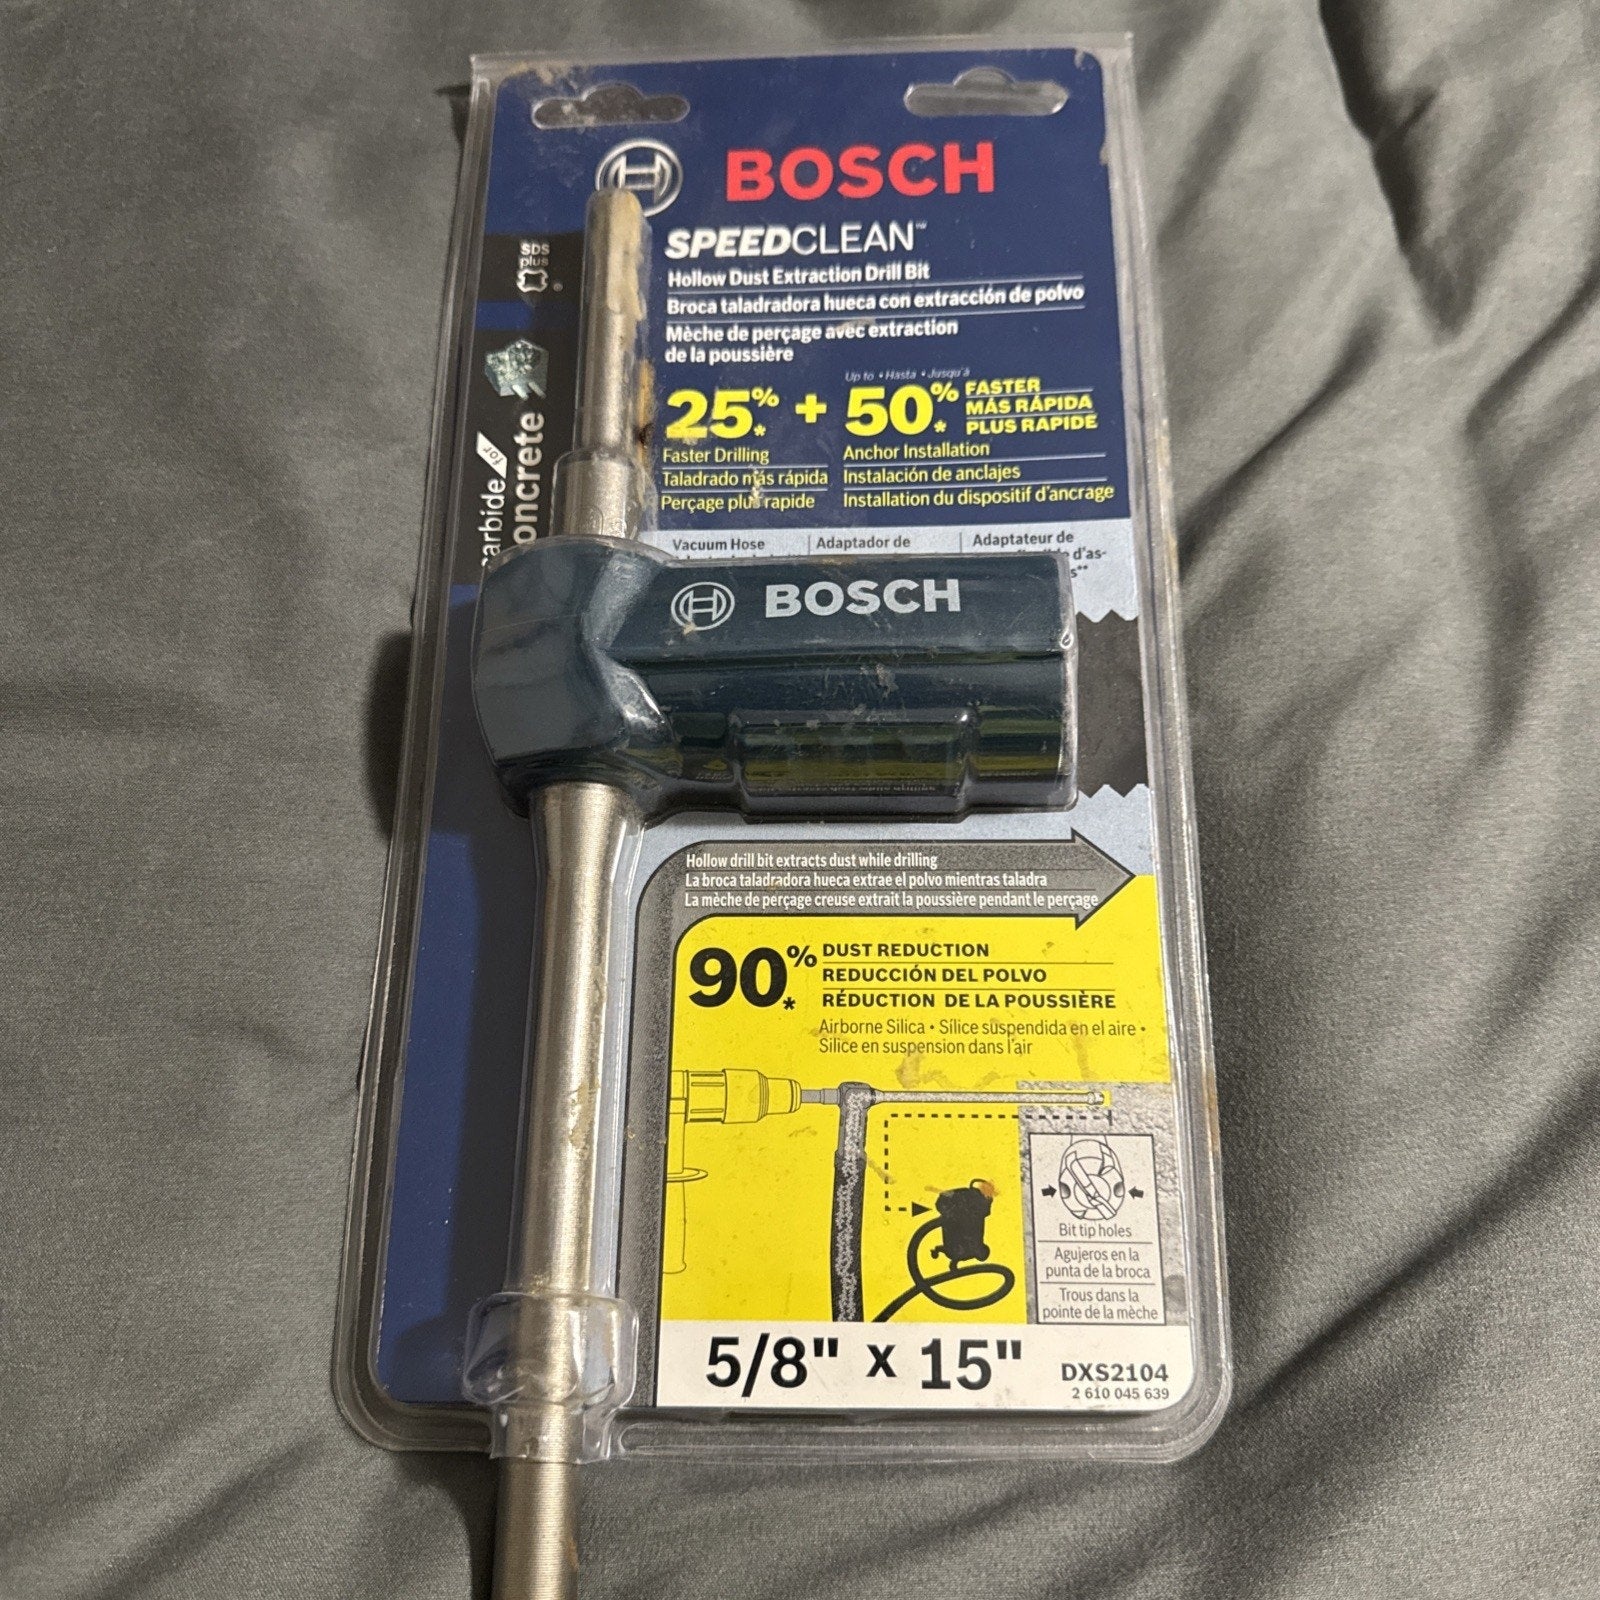 BOSCH
SPEEDCLEAN™
Hollow Dust Extraction Drill Bit
Broca taladradora hueca con extracción de polvo
Mèche de perçage avec extraction
de la poussière
SDS
plus
®
for
oncrete
Up to • Hasta • Jusqu'à
25%* + 50%* FASTER
MÁS RÁPIDA
PLUS RAPIDE
Faster Drilling
Taladrado más rápida
Perçage plus rapide
Anchor Installation
Instalación de anclajes
Installation du dispositif d'ancrage
Vacuum Hose
Adaptador de
Adaptateur de
d'as-
s**
BOSCH
Hollow drill bit extracts dust while drilling
La broca taladradora hueca extrae el polvo mientras taladra
La mèche de perçage creuse extrait la poussière pendant le perçage
90%* DUST REDUCTION
REDUCCIÓN DEL POLVO
RÉDUCTION DE LA POUSSIÈRE
Airborne Silica • Sílice suspendida en el aire •
Silice en suspension dans l'air
Bit tip holes
Agujeros en la
punta de la broca
Trous dans la
pointe de la mèche
5/8" x 15"
DXS2104
2 610 045 639